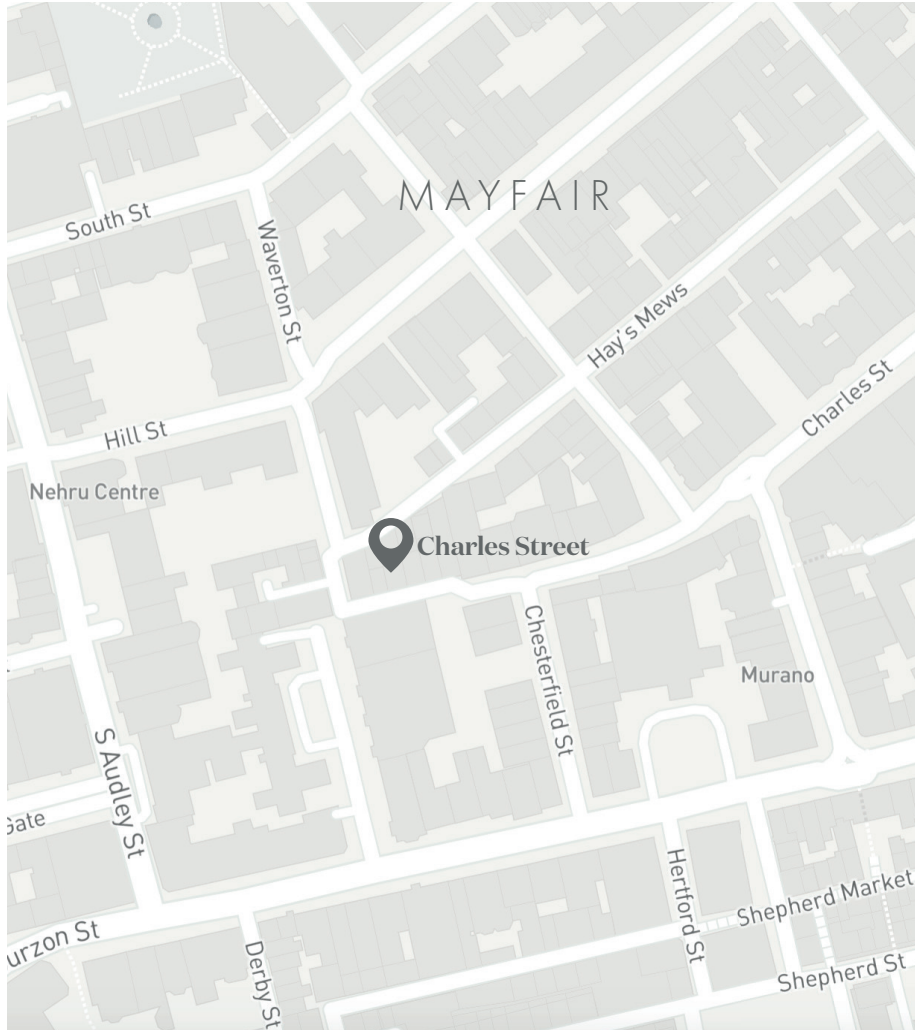 MAYFAIR
South St
Waverton St
Hay's Mews
Charles St
Hill St
Nehru Centre
Charles Street
Chesterfield St
Murano
S Audley St
Gate
Hertford St
Shepherd Market
urzon St
Derby St
Shepherd St